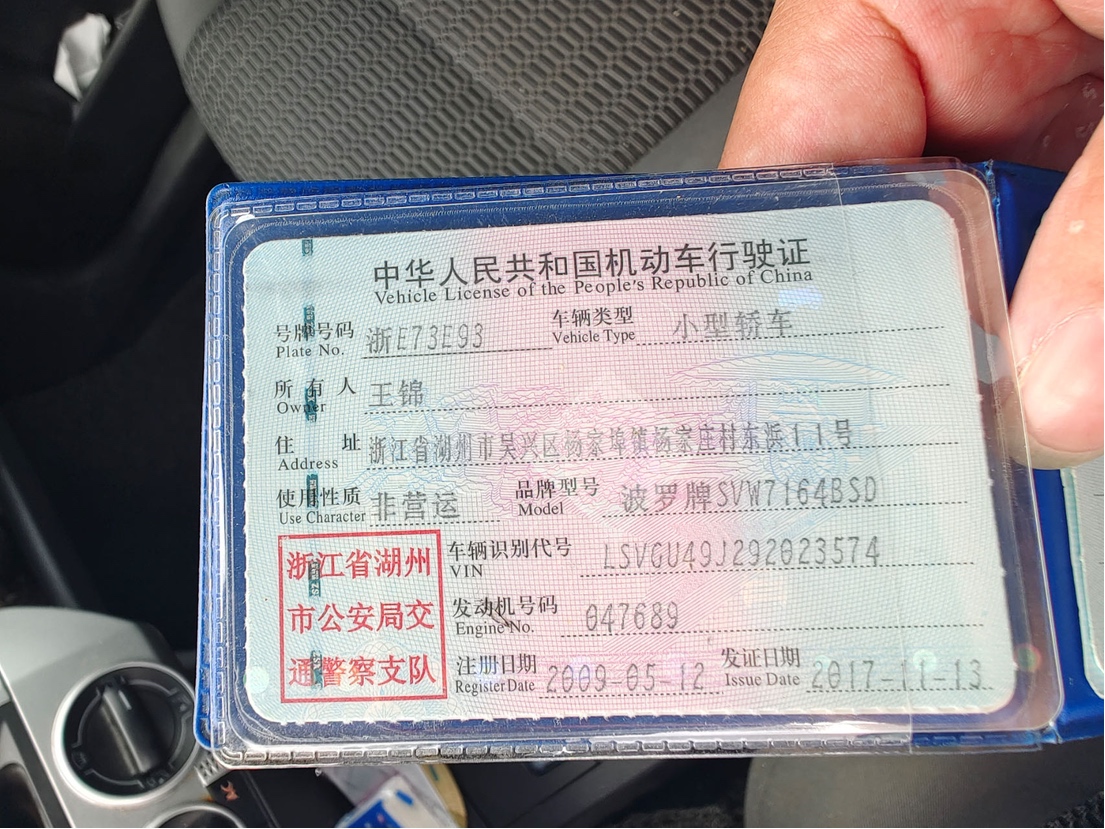 中华人民共和国机动车行驶证
Vehicle License of the People's Republic of China
号牌号码 浙E73E93 车辆类型 小型轿车
Plate No. Vehicle Type
所有人 王锦
Owner
住址 浙江省湖州市吴兴区杨家埠镇杨家庄村东浜11号
Address
使用性质 非营运 品牌型号 波罗牌SVW7164BSD
Use Character Model
浙江省湖州
市公安局交
通警察支队
车辆识别代号 LSVGU49J292023574
VIN
发动机号码 047689
Engine No.
注册日期 2009-05-12 发证日期 2017-11-13
Register Date Issue Date